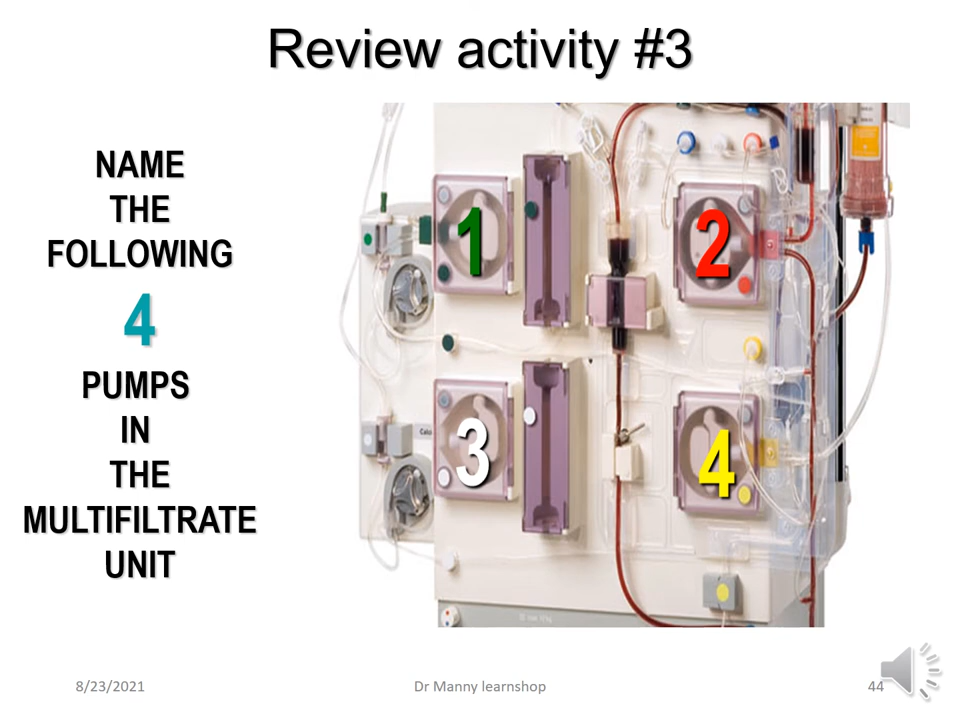 Review activity #3
NAME
THE
FOLLOWING
4
PUMPS
IN
THE
MULTIFILTRATE
UNIT
1
2
3
4
8/23/2021
Dr Manny learnshop
44